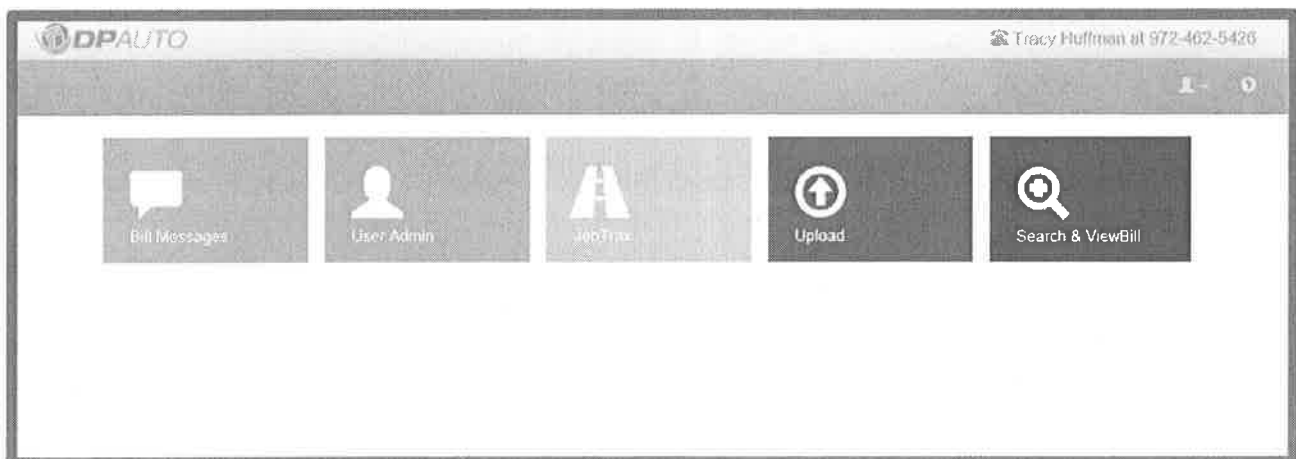 DPAUTO
Tracy Huffman at 972-462-5426
Bill Messages
User Admin
JobTrax
Upload
Search & ViewBill